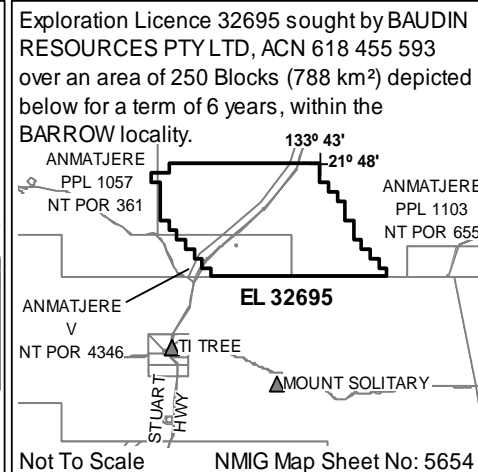 Exploration Licence 32695 sought by BAUDIN
RESOURCES PTY LTD, ACN 618 455 593
over an area of 250 Blocks (788 km²) depicted
below for a term of 6 years, within the
BARROW locality.
133º 43'
21º 48'
ANMATJERE
PPL 1057
NT POR 361
ANMATJERE
PPL 1103
NT POR 655
EL 32695
ANMATJERE
V
NT POR 4346
TI TREE
MOUNT SOLITARY
STUART
HWY
Not To Scale NMIG Map Sheet No: 5654